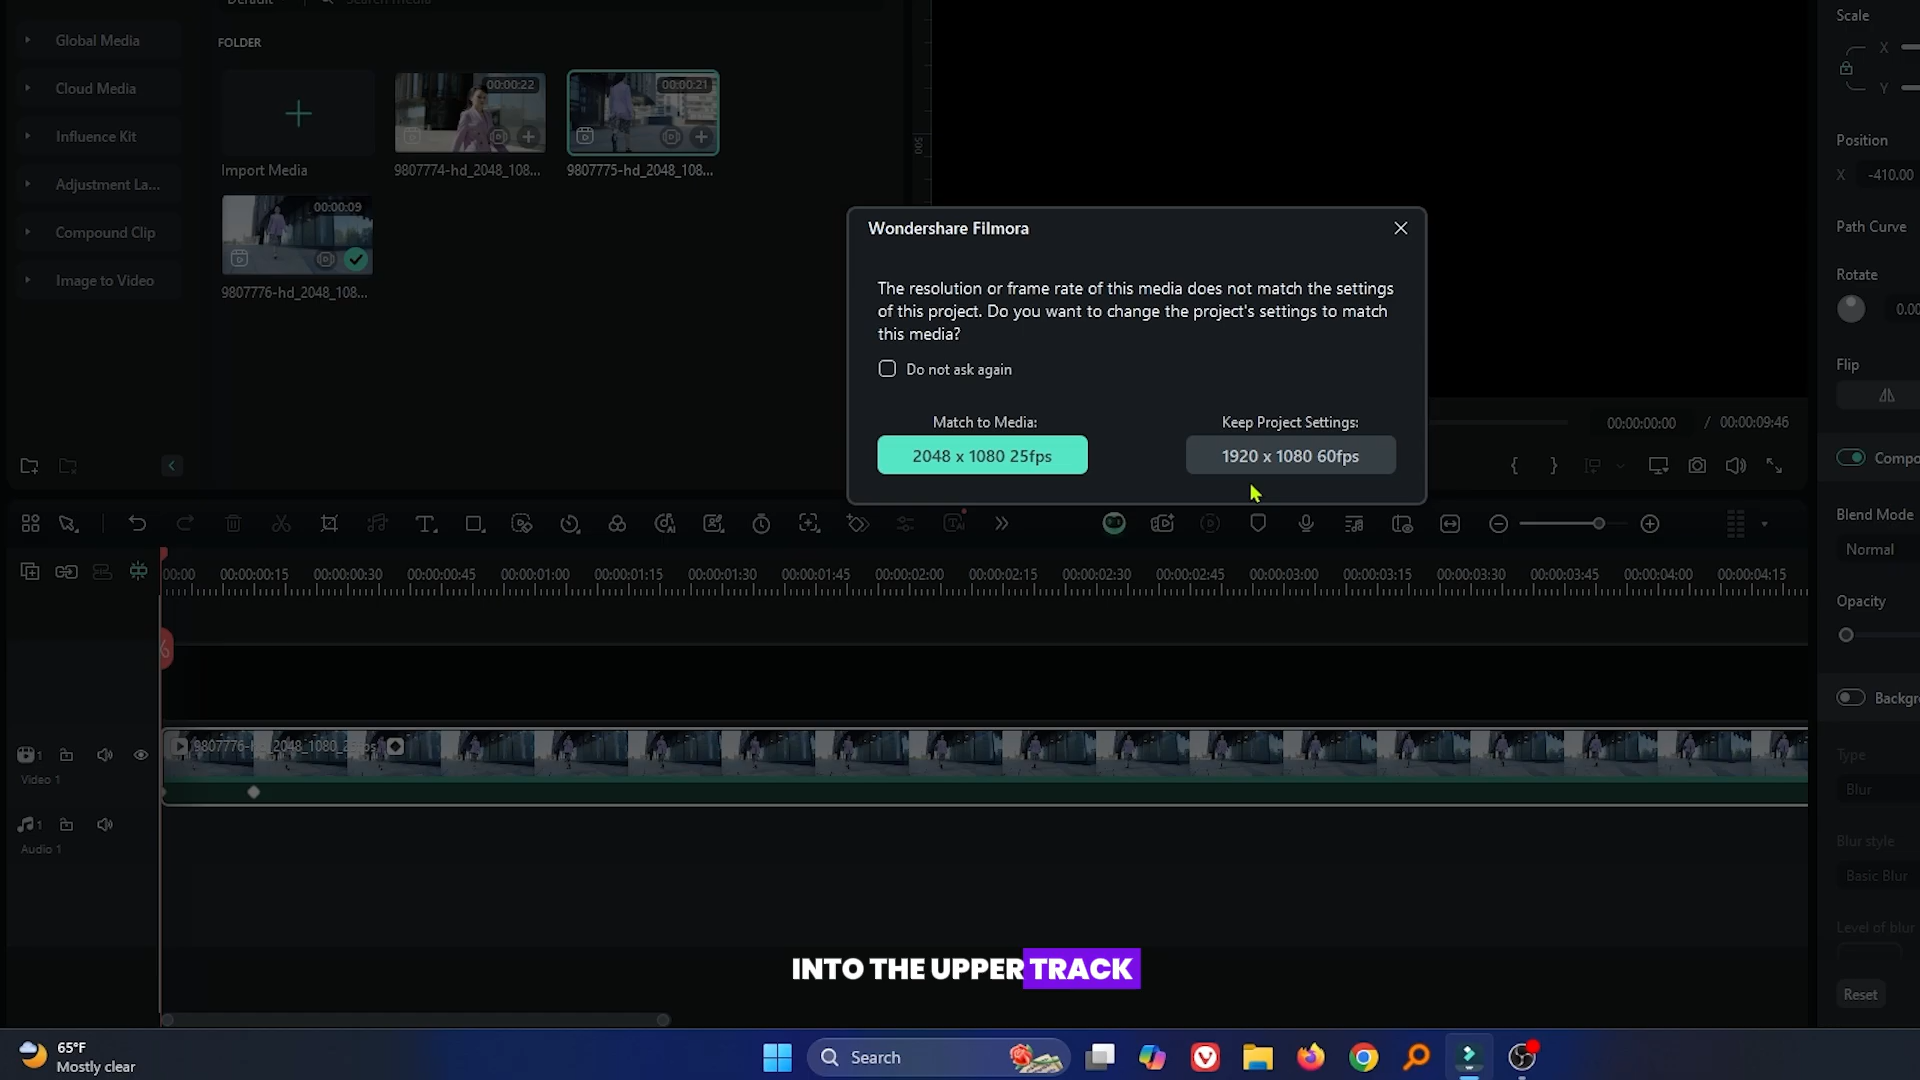 Default
Search media
Global Media
Cloud Media
Influence Kit
Adjustment La...
Compound Clip
Image to Video
FOLDER
Import Media
00:00:22
9807774-hd_2048_108...
00:00:21
9807775-hd_2048_108...
00:00:09
9807776-hd_2048_108...
500
Wondershare Filmora
The resolution or frame rate of this media does not match the settings
of this project. Do you want to change the project's settings to match
this media?
Do not ask again
Match to Media:
2048 x 1080 25fps
Keep Project Settings:
1920 x 1080 60fps
00:00:00:00 / 00:00:09:46
Scale
X
Y
Position
X -410.00
Path Curve
Rotate
0.00
Flip
Compo
Blend Mode
Normal
Opacity
Backgr
Type
Blur
Blur style
Basic Blur
Level of blur
Reset
00:00 00:00:00:15 00:00:00:30 00:00:00:45 00:00:01:00 00:00:01:15 00:00:01:30 00:00:01:45 00:00:02:00 00:00:02:15 00:00:02:30 00:00:02:45 00:00:03:00 00:00:03:15 00:00:03:30 00:00:03:45 00:00:04:00 00:00:04:15
9807776-hd_2048_1080_25fps
1
Video 1
1
Audio 1
INTO THE UPPER TRACK
65°F
Mostly clear
Search